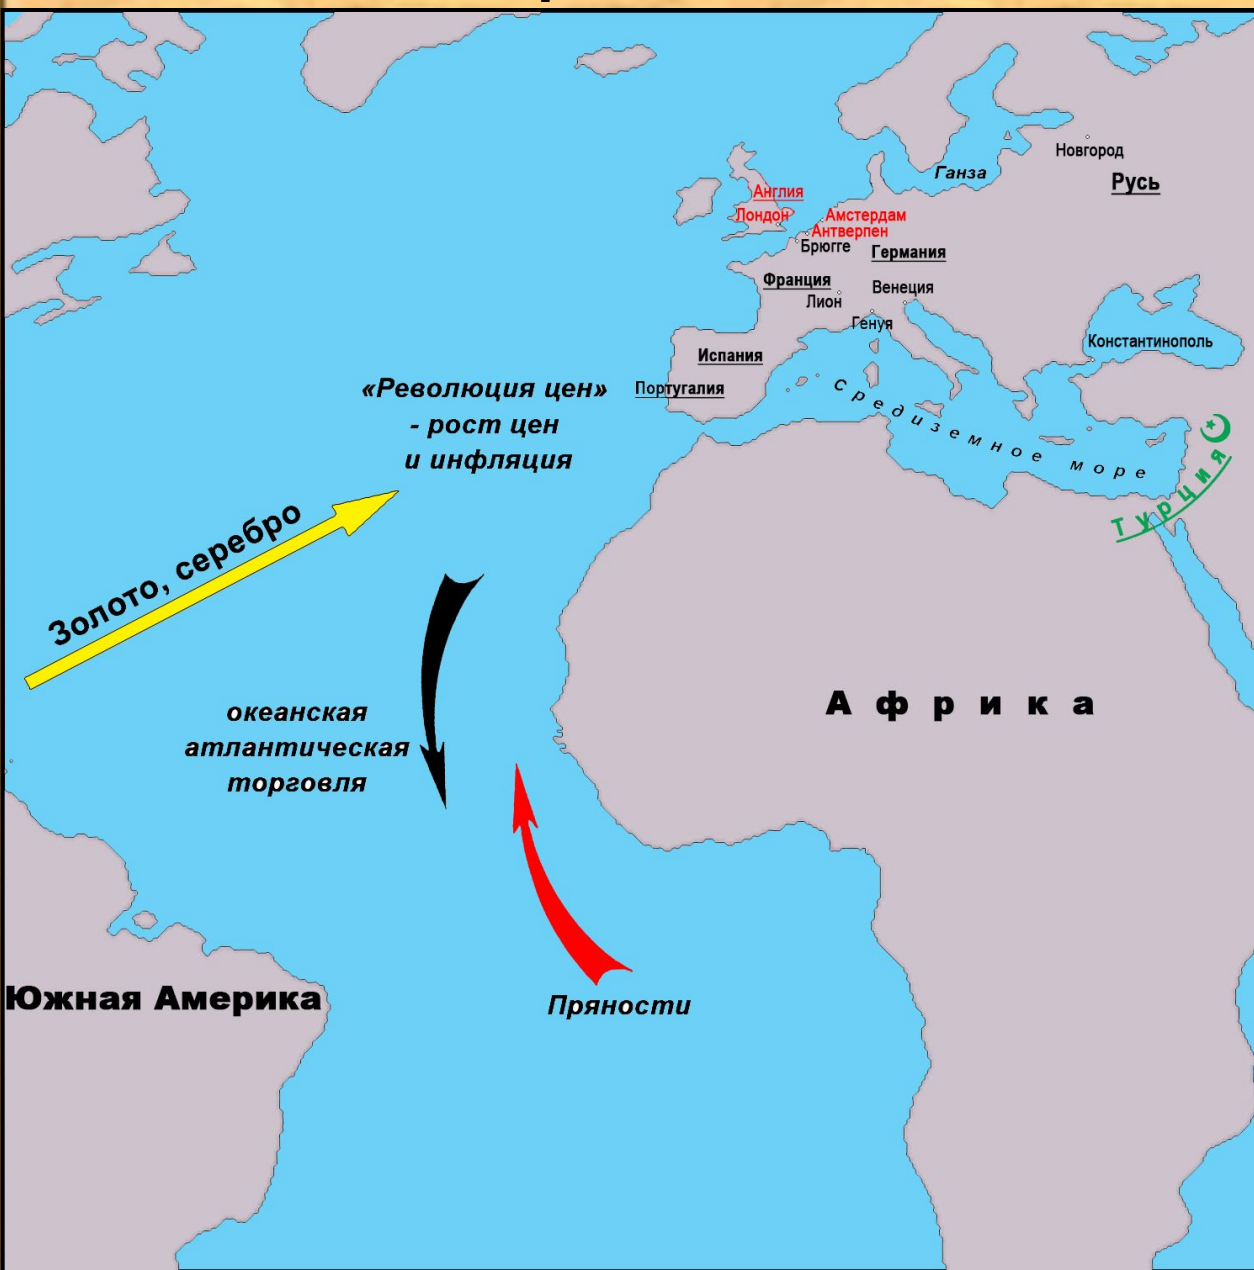 Новгород
Ганза
Русь
Англия
Лондон
Амстердам
Антверпен
Брюгге
Германия
Франция
Лион
Венеция
Генуя
Константинополь
Испания
Португалия
Средиземное море
Турция
«Революция цен»
- рост цен
и инфляция
Золото, серебро
океанская
атлантическая
торговля
Африка
Южная Америка
Пряности